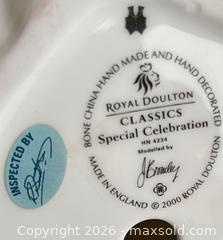 BONE CHINA HAND MADE AND HAND DECORATED
ROYAL DOULTON
CLASSICS
Special Celebration
HN 4234
Modelled by
J Bromley
MADE IN ENGLAND © 2000 ROYAL DOULTON
INSPECTED BY
Copyright 2026 - maxsold.com